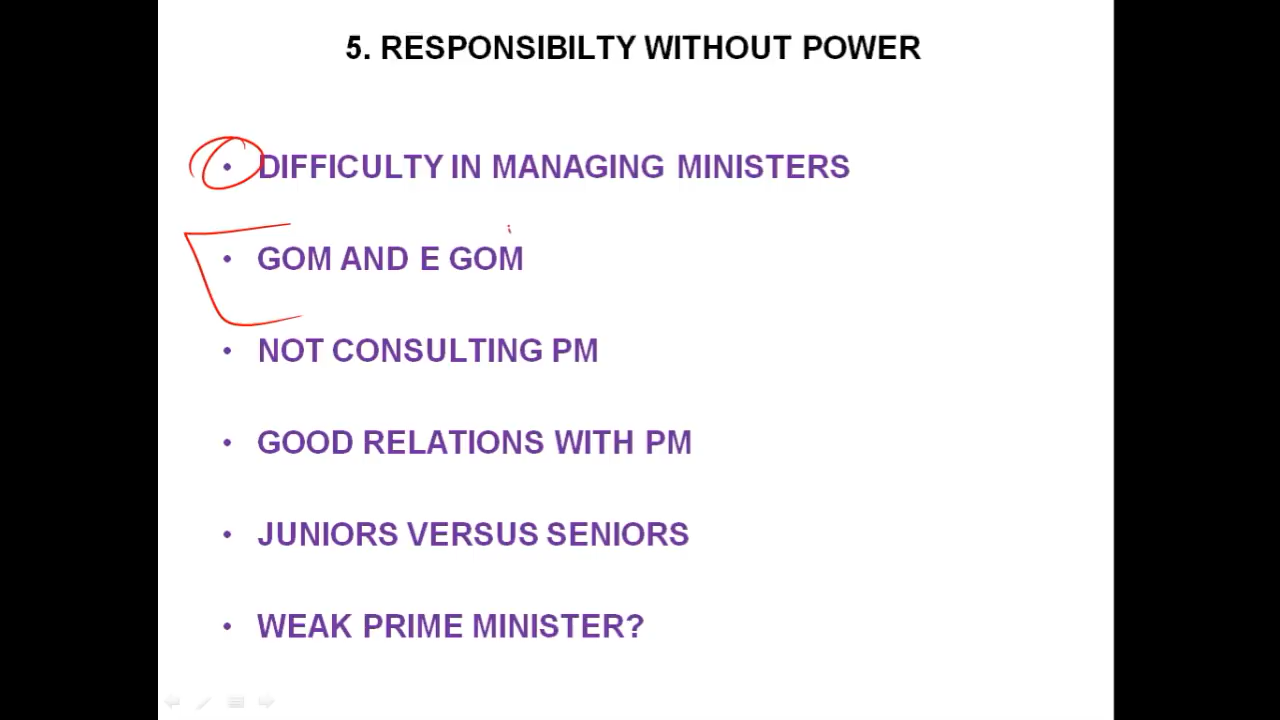 5. RESPONSIBILTY WITHOUT POWER
• DIFFICULTY IN MANAGING MINISTERS
• GOM AND E GOM
• NOT CONSULTING PM
• GOOD RELATIONS WITH PM
• JUNIORS VERSUS SENIORS
• WEAK PRIME MINISTER?